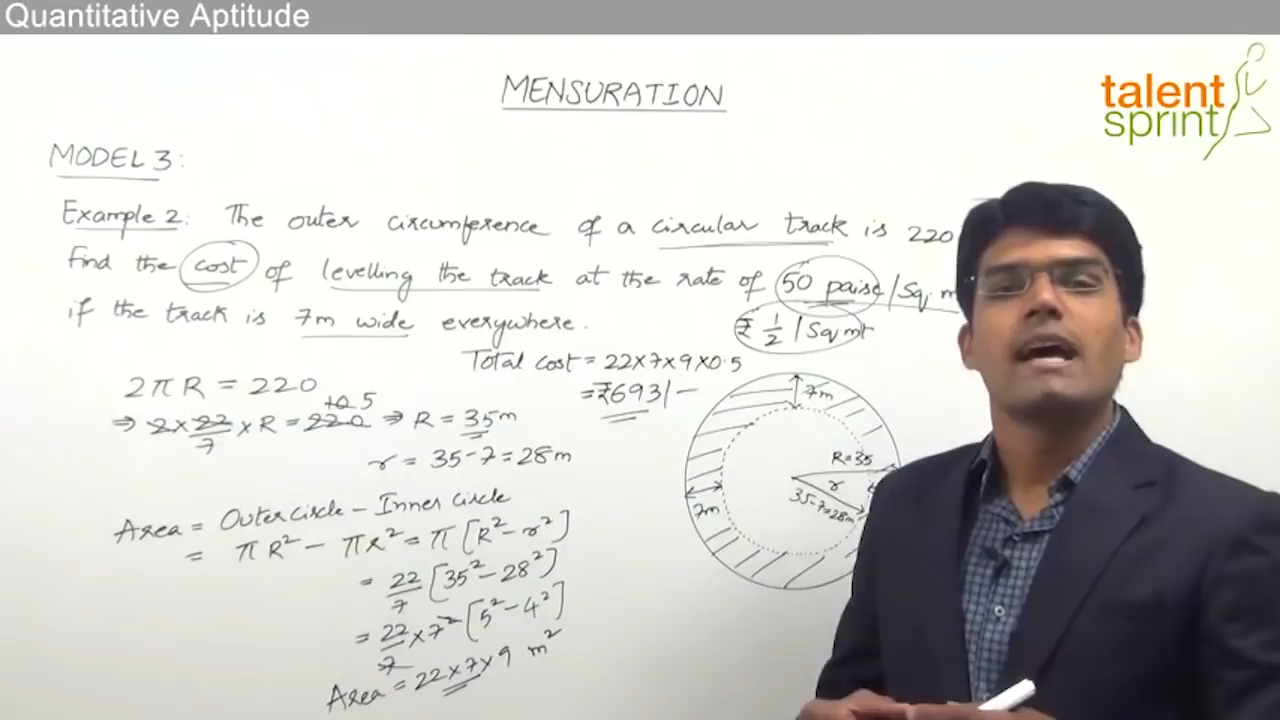 Quantitative Aptitude
talent
sprint
MENSURATION
MODEL 3:
Example 2: The outer circumference of a circular track is 220
Find the cost of levelling the track at the rate of 50 paise/Sq m
if the track is 7m wide everywhere.
₹ 1/2 / Sq mt
Total cost = 22×7×9×0.5
= ₹693/-
2πR = 220
⇒ 2×22/7×R = 220 ⇒ R = 35m
r = 35-7 = 28m
Area = Outer circle - Inner circle
= πR² - πr² = π[R²-r²]
= 22/7 [35²-28²]
= 22/7 × 7² [5²-4²]
Area = 22×7×9 m²
7m
R=35
r
35-7=28m
7m